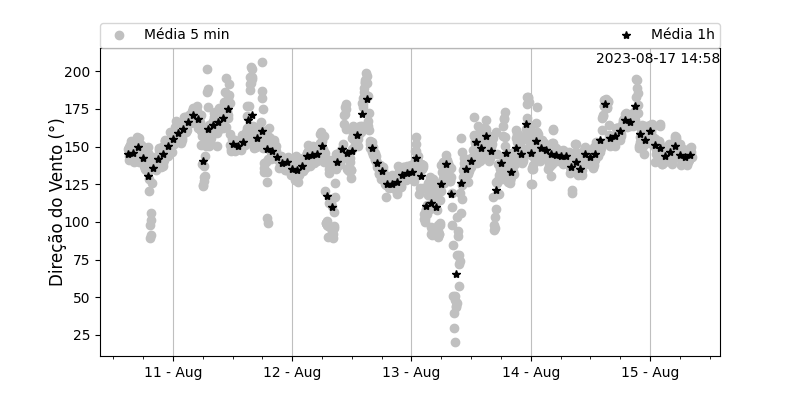 Média 5 min
Média 1h
2023-08-17 14:58
Direção do Vento (°)
200
175
150
125
100
75
50
25
11 - Aug
12 - Aug
13 - Aug
14 - Aug
15 - Aug